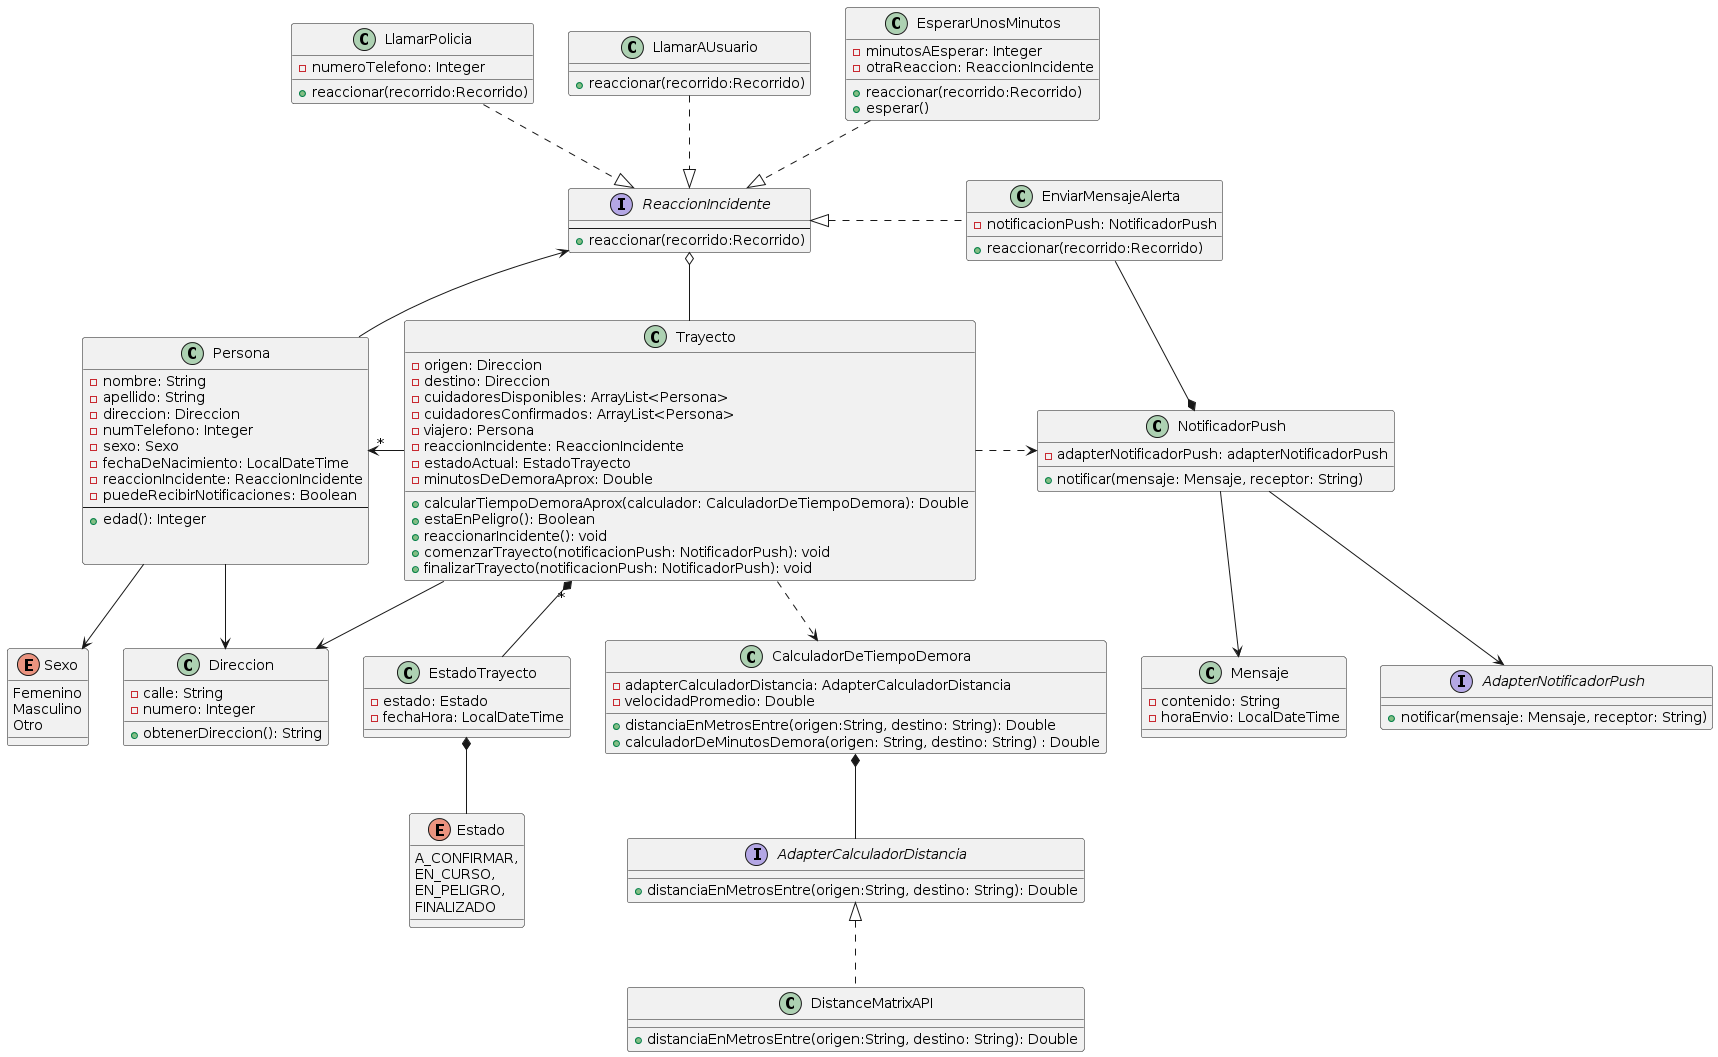 C LlamarPolicia
numeroTelefono: Integer
reaccionar(recorrido:Recorrido)
C LlamarAUsuario
reaccionar(recorrido:Recorrido)
C EsperarUnosMinutos
minutosAEsperar: Integer
otraReaccion: ReaccionIncidente
reaccionar(recorrido:Recorrido)
esperar()
I ReaccionIncidente
reaccionar(recorrido:Recorrido)
C EnviarMensajeAlerta
notificacionPush: NotificadorPush
reaccionar(recorrido:Recorrido)
C Persona
nombre: String
apellido: String
direccion: Direccion
numTelefono: Integer
sexo: Sexo
fechaDeNacimiento: LocalDateTime
reaccionIncidente: ReaccionIncidente
puedeRecibirNotificaciones: Boolean
edad(): Integer
*
C Trayecto
origen: Direccion
destino: Direccion
cuidadoresDisponibles: ArrayList<Persona>
cuidadoresConfirmados: ArrayList<Persona>
viajero: Persona
reaccionIncidente: ReaccionIncidente
estadoActual: EstadoTrayecto
minutosDeDemoraAprox: Double
calcularTiempoDemoraAprox(calculador: CalculadorDeTiempoDemora): Double
estaEnPeligro(): Boolean
reaccionarIncidente(): void
comenzarTrayecto(notificacionPush: NotificadorPush): void
finalizarTrayecto(notificacionPush: NotificadorPush): void
*
C NotificadorPush
adapterNotificadorPush: adapterNotificadorPush
notificar(mensaje: Mensaje, receptor: String)
E Sexo
Femenino
Masculino
Otro
C Direccion
calle: String
numero: Integer
obtenerDireccion(): String
C EstadoTrayecto
estado: Estado
fechaHora: LocalDateTime
C CalculadorDeTiempoDemora
adapterCalculadorDistancia: AdapterCalculadorDistancia
velocidadPromedio: Double
distanciaEnMetrosEntre(origen:String, destino: String): Double
calculadorDeMinutosDemora(origen: String, destino: String) : Double
C Mensaje
contenido: String
horaEnvio: LocalDateTime
I AdapterNotificadorPush
notificar(mensaje: Mensaje, receptor: String)
E Estado
A_CONFIRMAR,
EN_CURSO,
EN_PELIGRO,
FINALIZADO
I AdapterCalculadorDistancia
distanciaEnMetrosEntre(origen:String, destino: String): Double
C DistanceMatrixAPI
distanciaEnMetrosEntre(origen:String, destino: String): Double